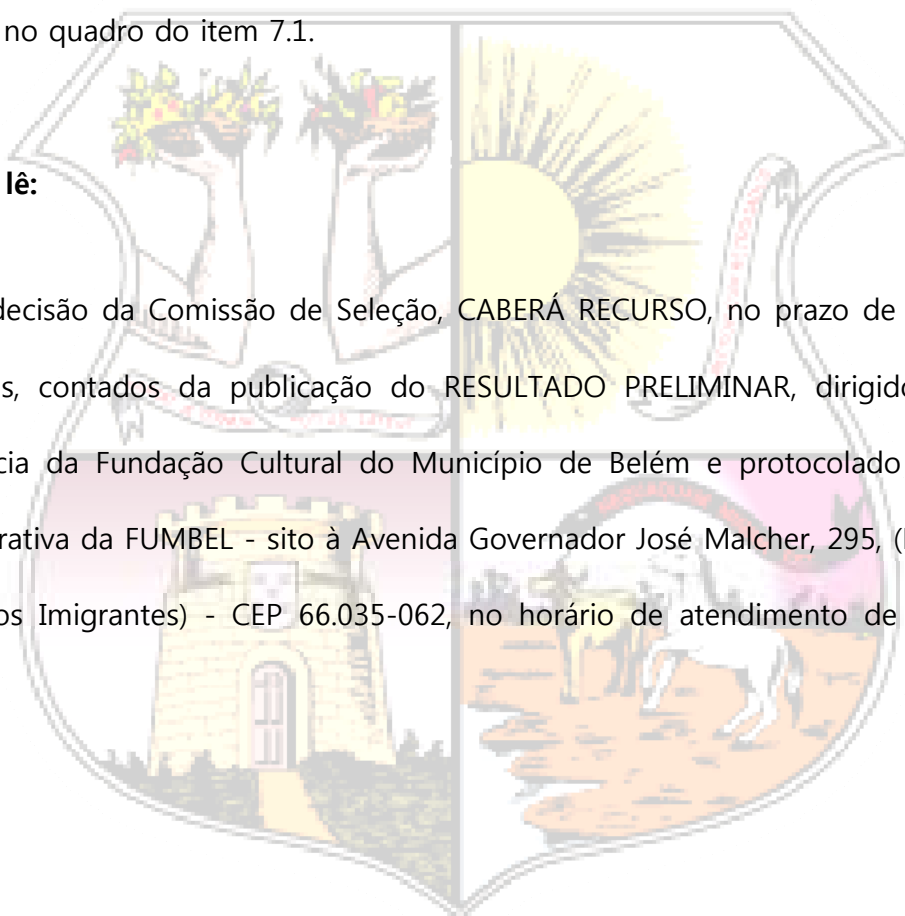 no quadro do item 7.1.
lê:
decisão da Comissão de Seleção, CABERÁ RECURSO, no prazo de
s, contados da publicação do RESULTADO PRELIMINAR, dirigido
cia da Fundação Cultural do Município de Belém e protocolado
rativa da FUMBEL - sito à Avenida Governador José Malcher, 295, (
os Imigrantes) - CEP 66.035-062, no horário de atendimento de